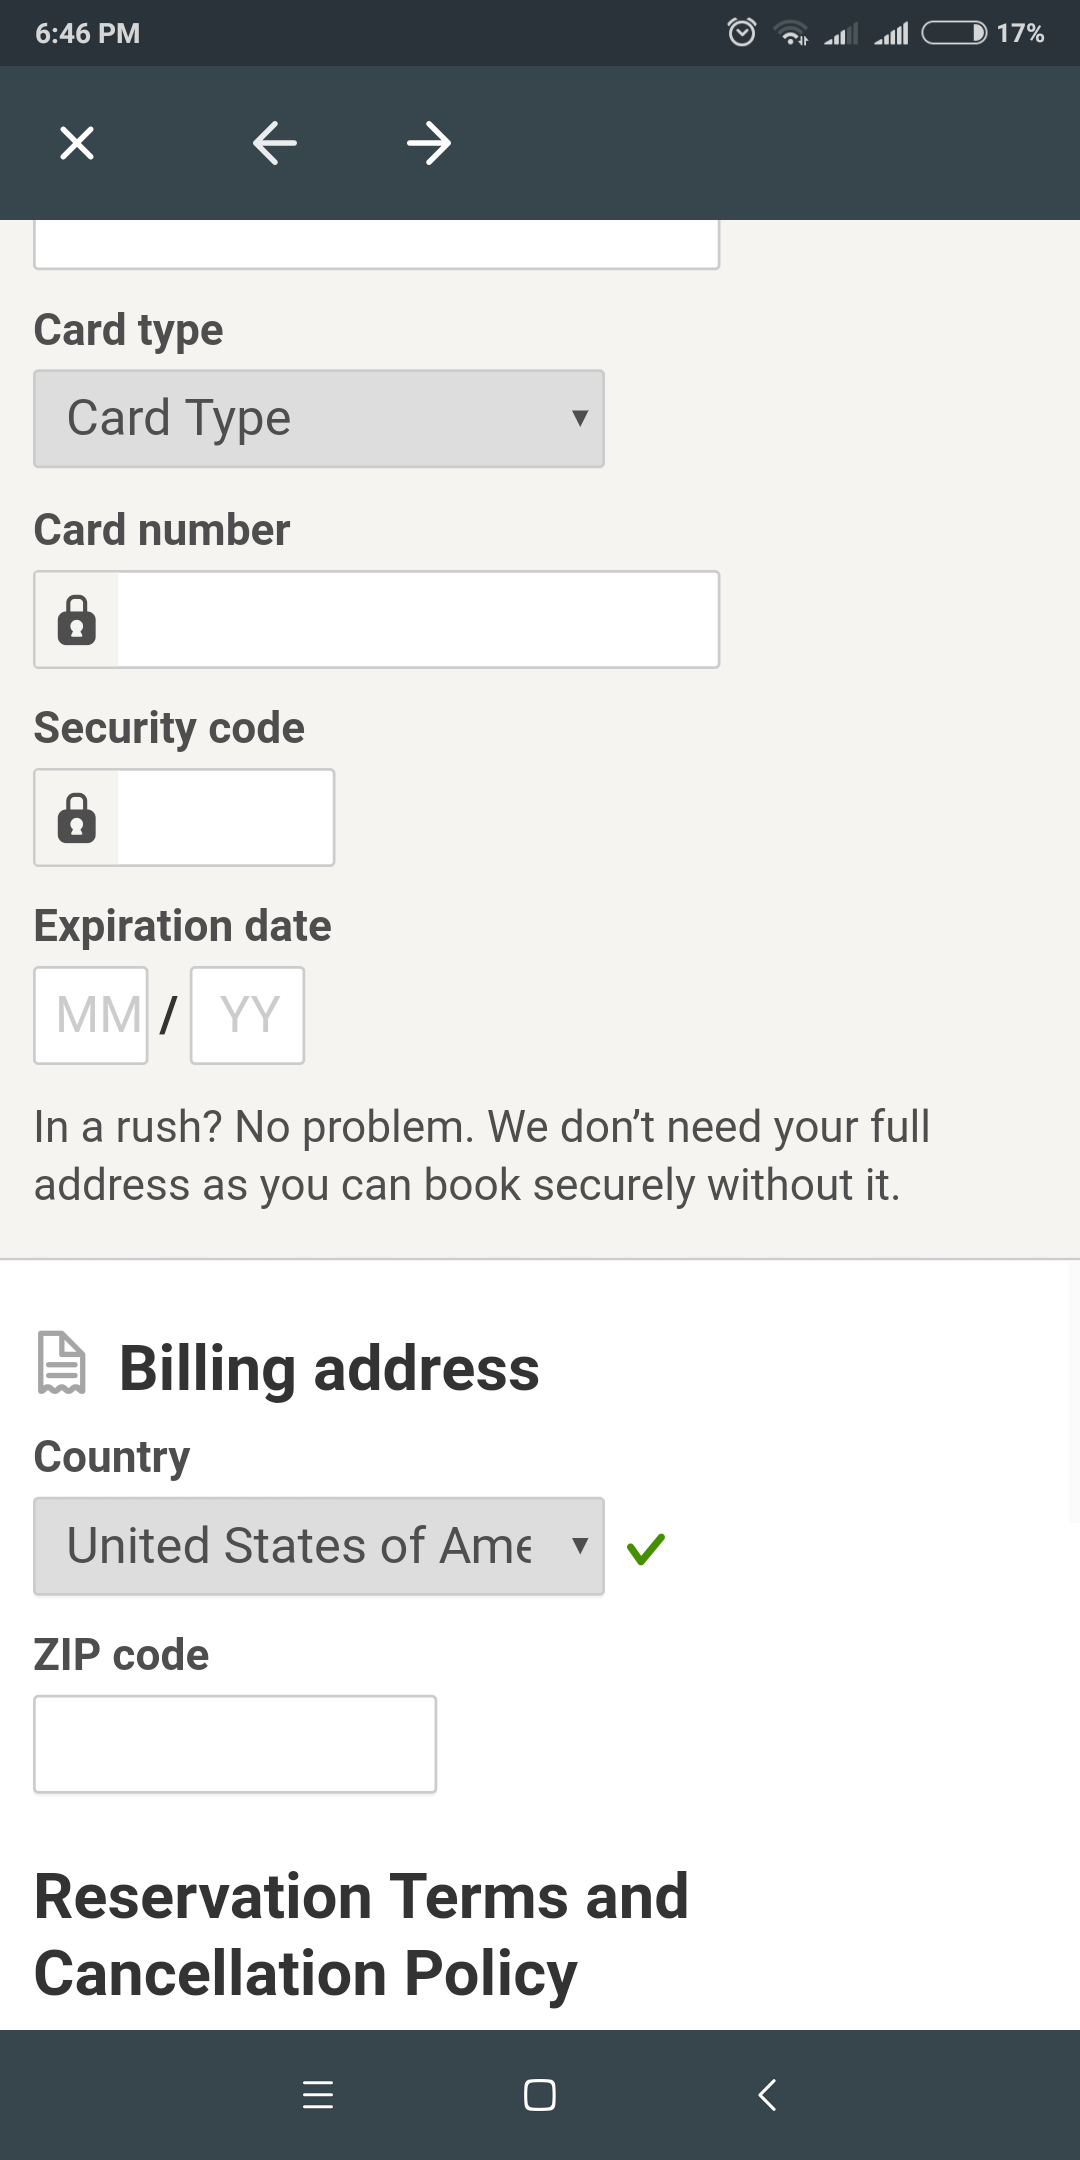 6:46 PM
17%
Card type
Card Type
Card number
Security code
Expiration date
MM / YY
In a rush? No problem. We don’t need your full
address as you can book securely without it.
Billing address
Country
United States of Ame
ZIP code
Reservation Terms and
Cancellation Policy